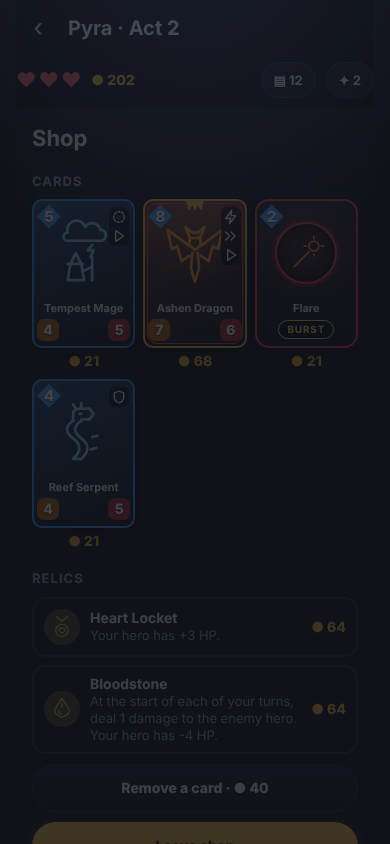 Pyra · Act 2
202
12
2
Shop
CARDS
5
Tempest Mage
4
5
21
8
Ashen Dragon
7
6
68
2
Flare
BURST
21
4
Reef Serpent
4
5
21
RELICS
Heart Locket
Your hero has +3 HP.
64
Bloodstone
At the start of each of your turns,
deal 1 damage to the enemy hero.
Your hero has -4 HP.
64
Remove a card · 40